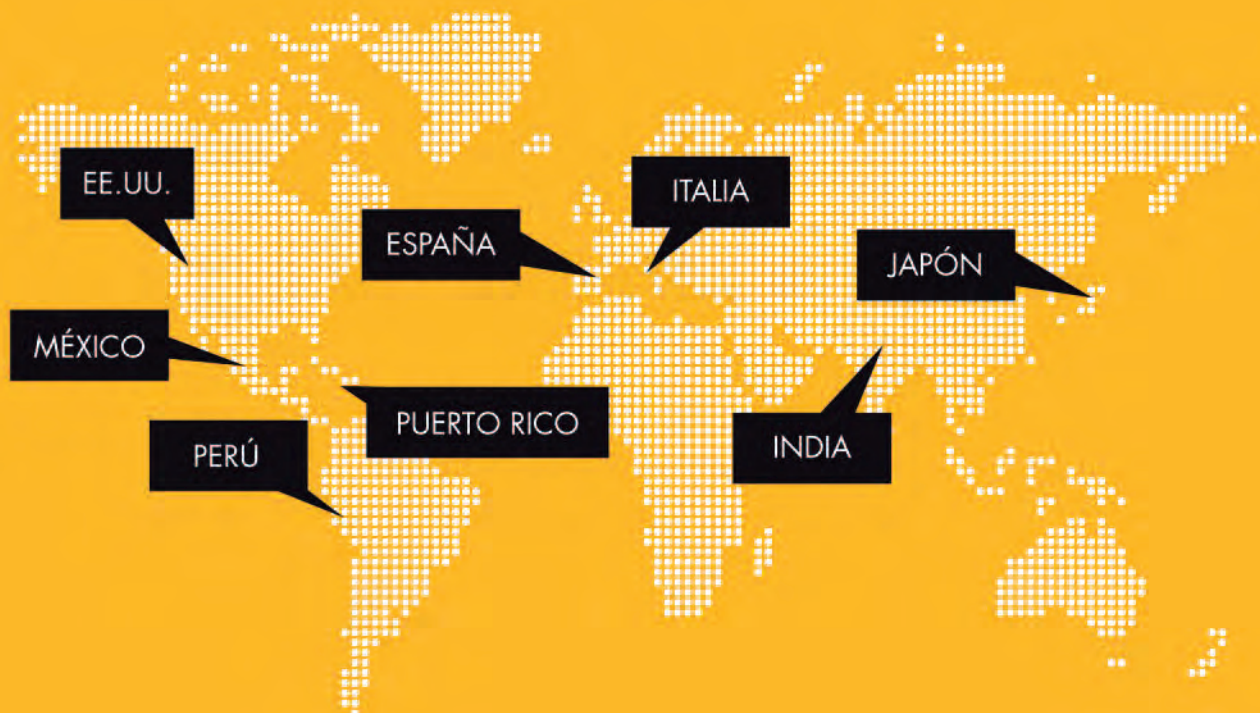 EE.UU.
ITALIA
ESPAÑA
JAPÓN
MÉXICO
PUERTO RICO
PERÚ
INDIA